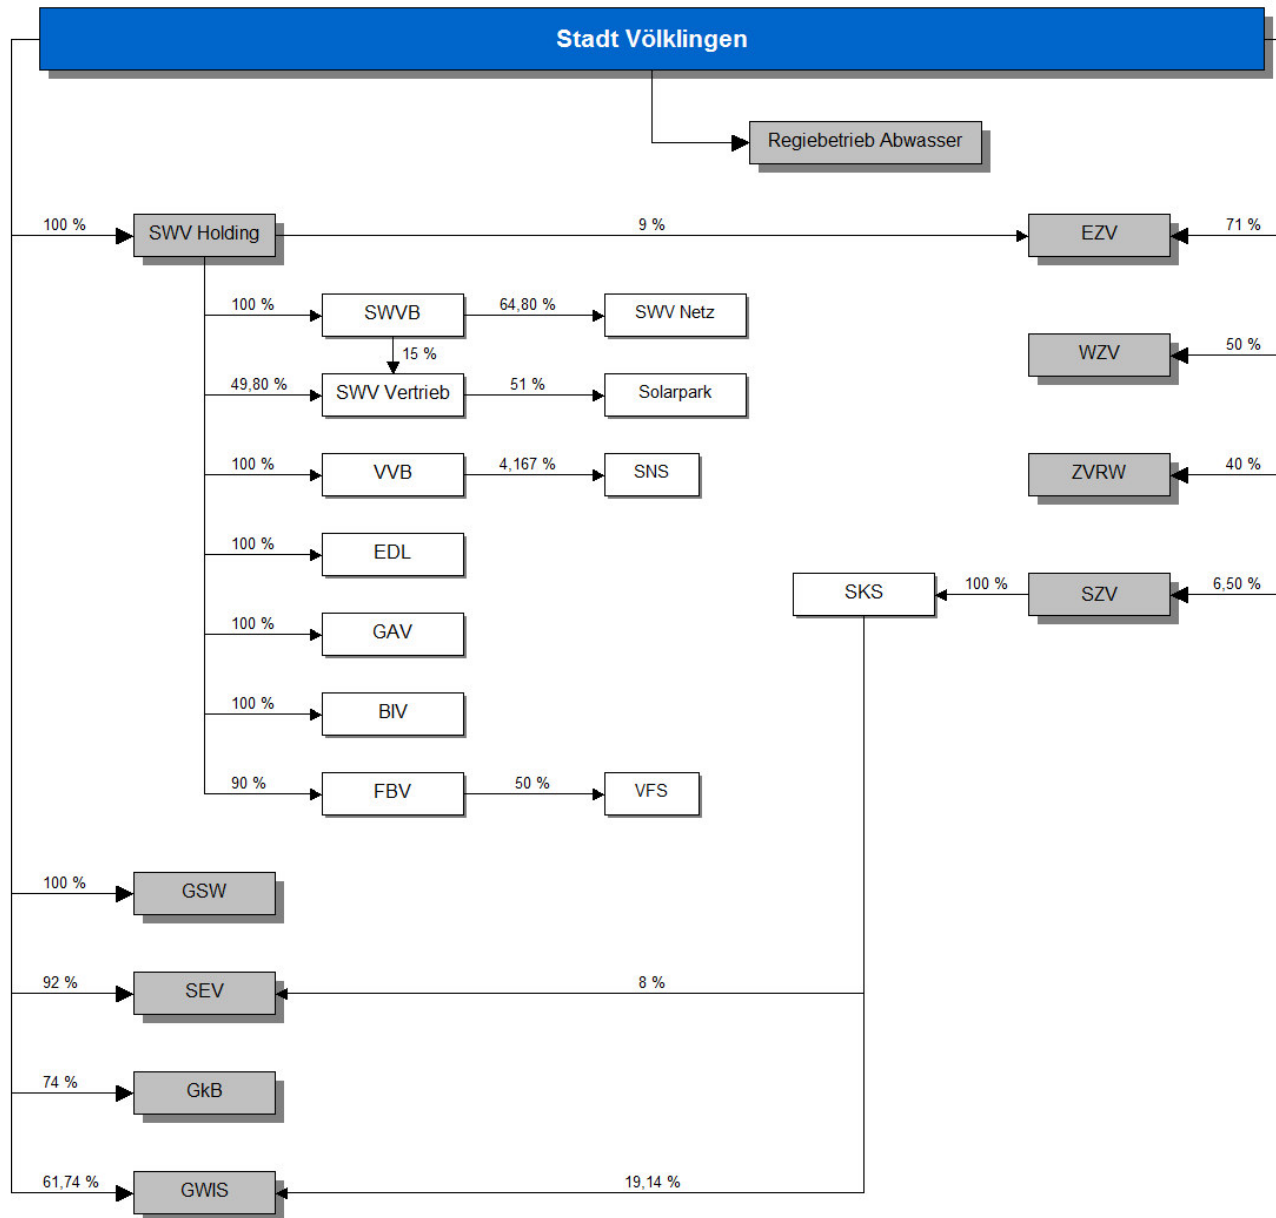 Stadt Völklingen
Regiebetrieb Abwasser
100 %
SWV Holding
9 %
EZV
71 %
100 %
SWVB
64,80 %
SWV Netz
WZV
50 %
15 %
49,80 %
SWV Vertrieb
51 %
Solarpark
100 %
VVB
4,167 %
SNS
ZVRW
40 %
100 %
EDL
SKS
100 %
SZV
6,50 %
100 %
GAV
100 %
BIV
90 %
FBV
50 %
VFS
100 %
GSW
92 %
SEV
8 %
74 %
GkB
61,74 %
GWIS
19,14 %